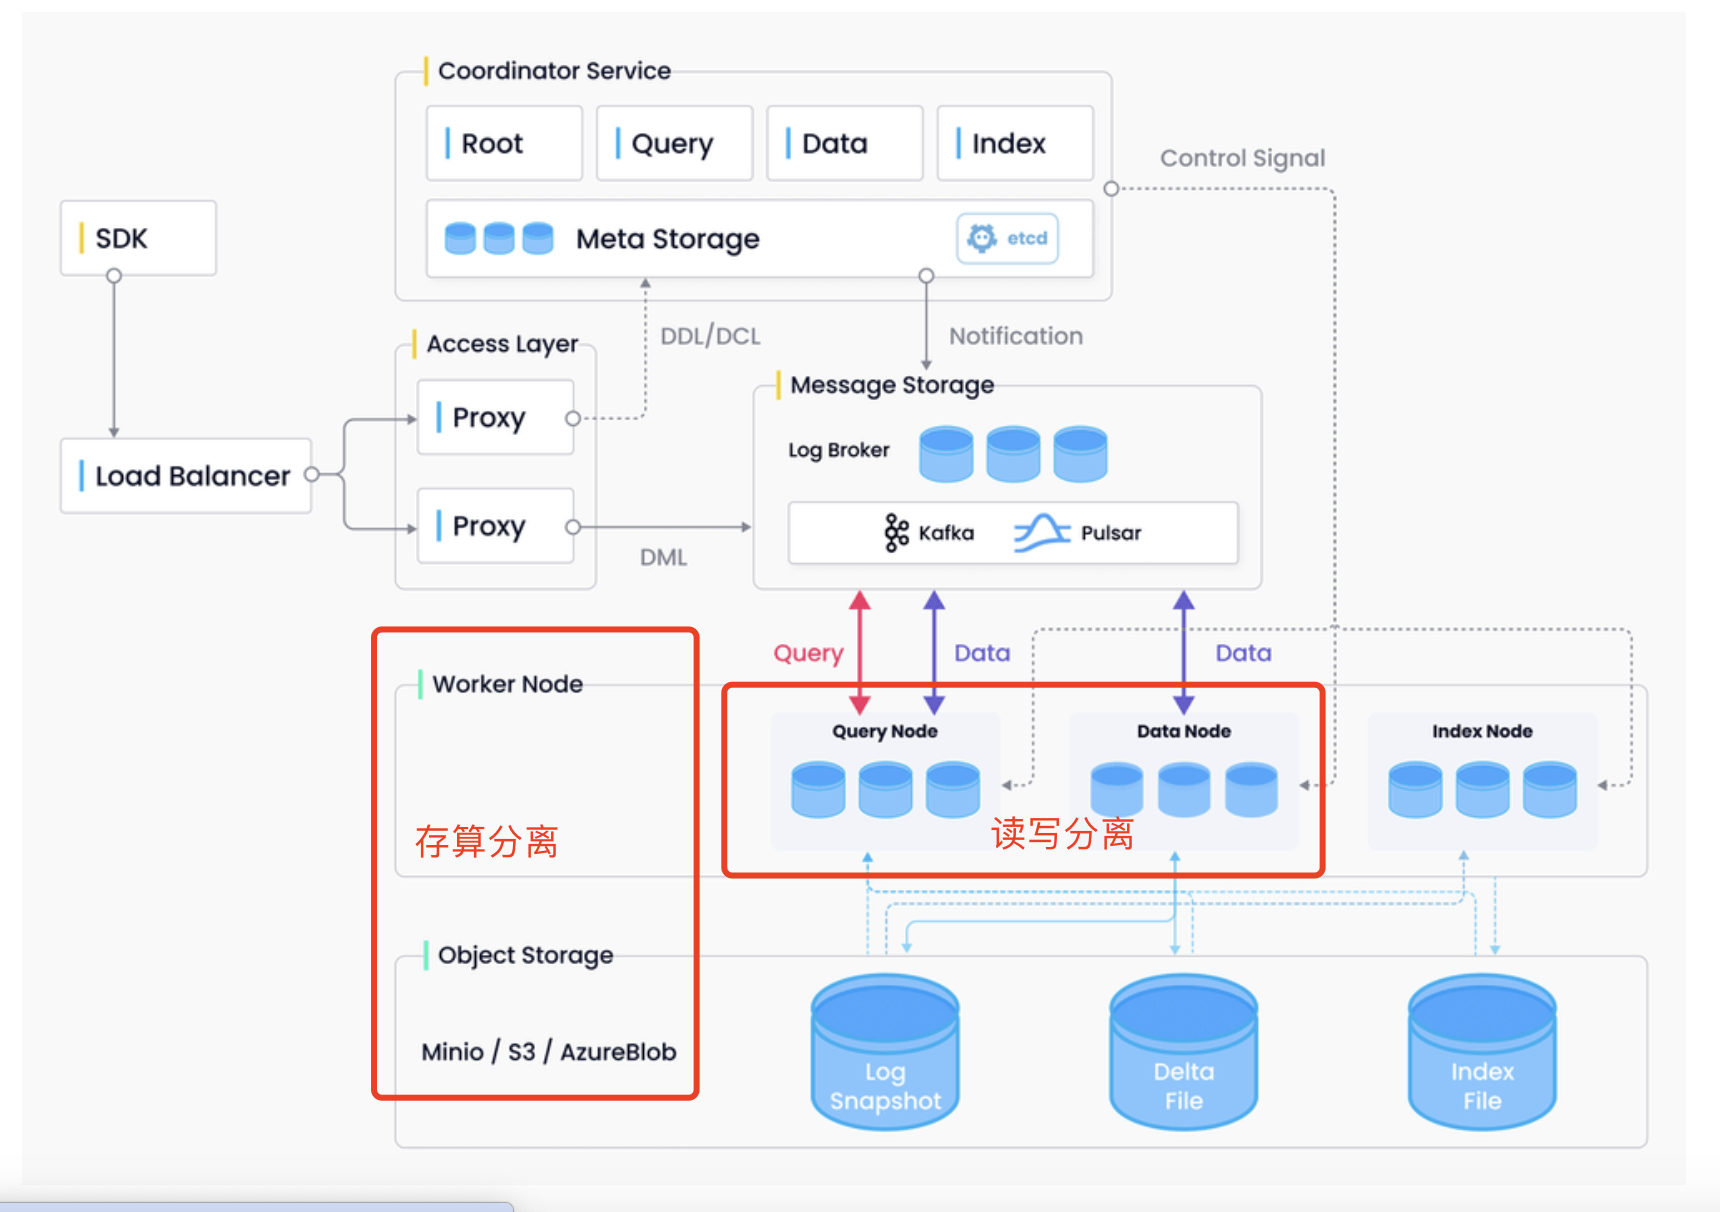 Coordinator Service
Root
Query
Data
Index
Control Signal
SDK
Meta Storage
etcd
DDL/DCL
Notification
Access Layer
Proxy
Message Storage
Log Broker
Load Balancer
Proxy
DML
Kafka
Pulsar
Query
Data
Data
Worker Node
Query Node
Data Node
Index Node
存算分离
读写分离
Object Storage
Minio / S3 / AzureBlob
Log
Snapshot
Delta
File
Index
File